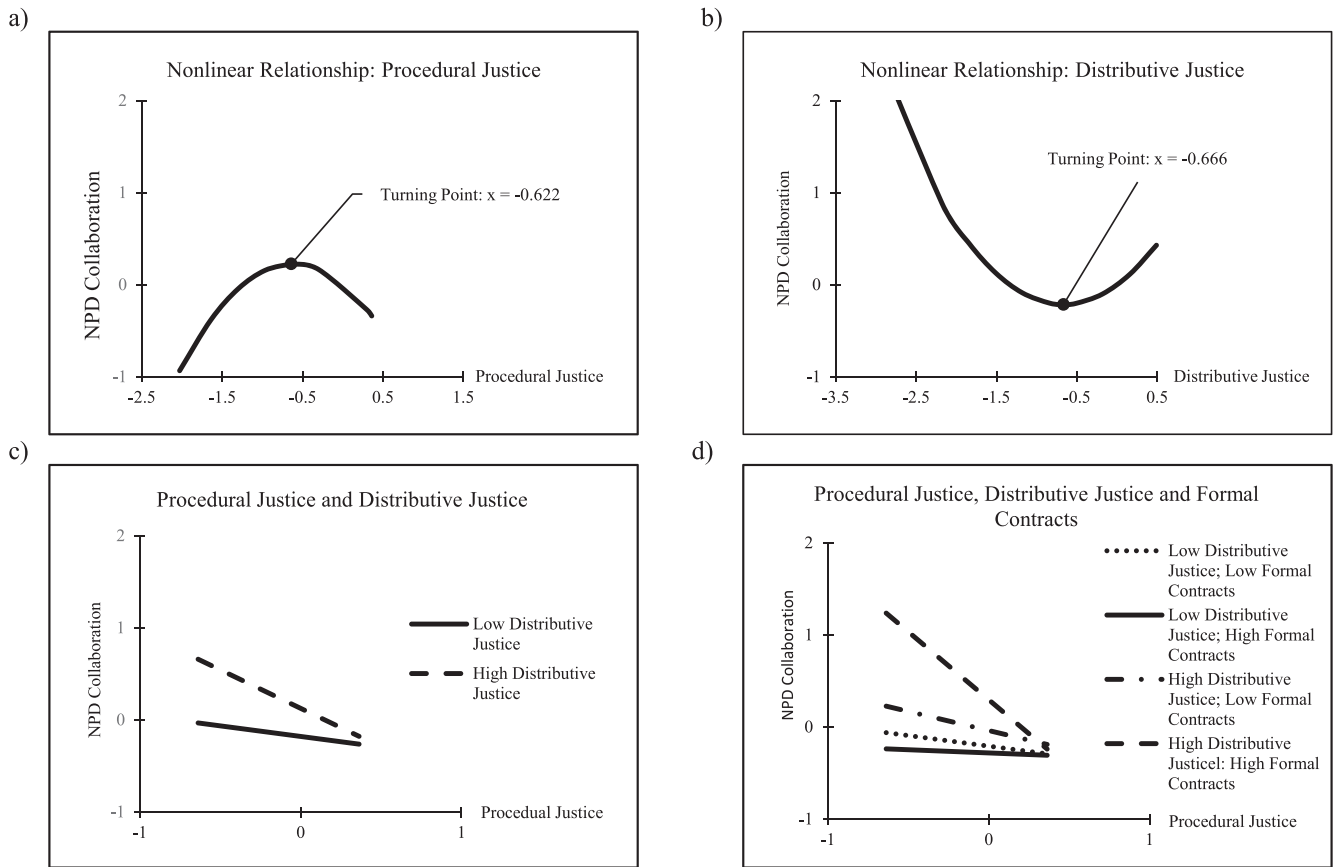 a)
Nonlinear Relationship: Procedural Justice
2
1
0
-1
NPD Collaboration
Turning Point: x = -0.622
-2.5 -1.5 -0.5 0.5 1.5
Procedural Justice
b)
Nonlinear Relationship: Distributive Justice
2
1
0
-1
NPD Collaboration
Turning Point: x = -0.666
-3.5 -2.5 -1.5 -0.5 0.5
Distributive Justice
c)
Procedural Justice and Distributive Justice
2
1
0
-1
NPD Collaboration
Low Distributive
Justice
High Distributive
Justice
-1 0 1
Procedual Justice
d)
Procedural Justice, Distributive Justice and Formal
Contracts
2
1
0
-1
NPD Collaboration
Low Distributive
Justice; Low Formal
Contracts
Low Distributive
Justice; High Formal
Contracts
High Distributive
Justice; Low Formal
Contracts
High Distributive
Justicel: High Formal
Contracts
-1 0 1
Procedural Justice